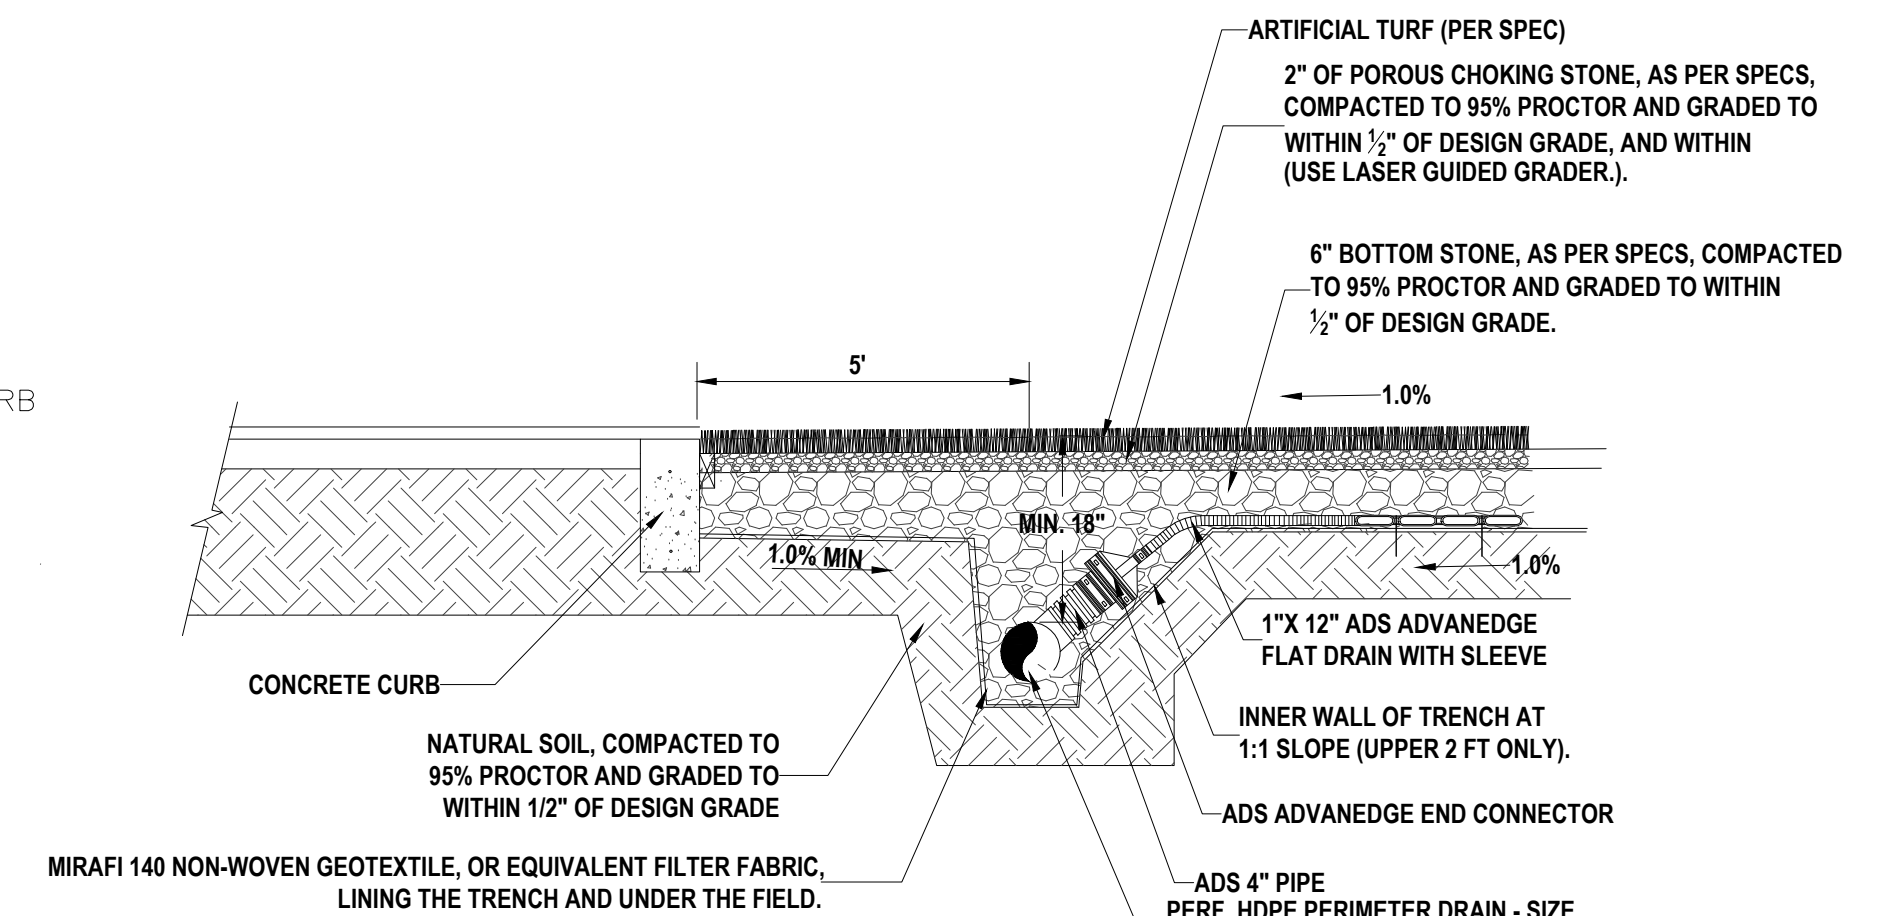 ARTIFICIAL TURF (PER SPEC)
2" OF POROUS CHOKING STONE, AS PER SPECS,
COMPACTED TO 95% PROCTOR AND GRADED TO
WITHIN ½" OF DESIGN GRADE, AND WITHIN
(USE LASER GUIDED GRADER.).
6" BOTTOM STONE, AS PER SPECS, COMPACTED
TO 95% PROCTOR AND GRADED TO WITHIN
½" OF DESIGN GRADE.
5'
1.0%
RB
MIN. 18"
1.0% MIN
1.0%
1"X 12" ADS ADVANEDGE
FLAT DRAIN WITH SLEEVE
CONCRETE CURB
INNER WALL OF TRENCH AT
1:1 SLOPE (UPPER 2 FT ONLY).
NATURAL SOIL, COMPACTED TO
95% PROCTOR AND GRADED TO
WITHIN 1/2" OF DESIGN GRADE
ADS ADVANEDGE END CONNECTOR
MIRAFI 140 NON-WOVEN GEOTEXTILE, OR EQUIVALENT FILTER FABRIC,
LINING THE TRENCH AND UNDER THE FIELD.
ADS 4" PIPE
PERF. HDPE PERIMETER DRAIN - SIZE